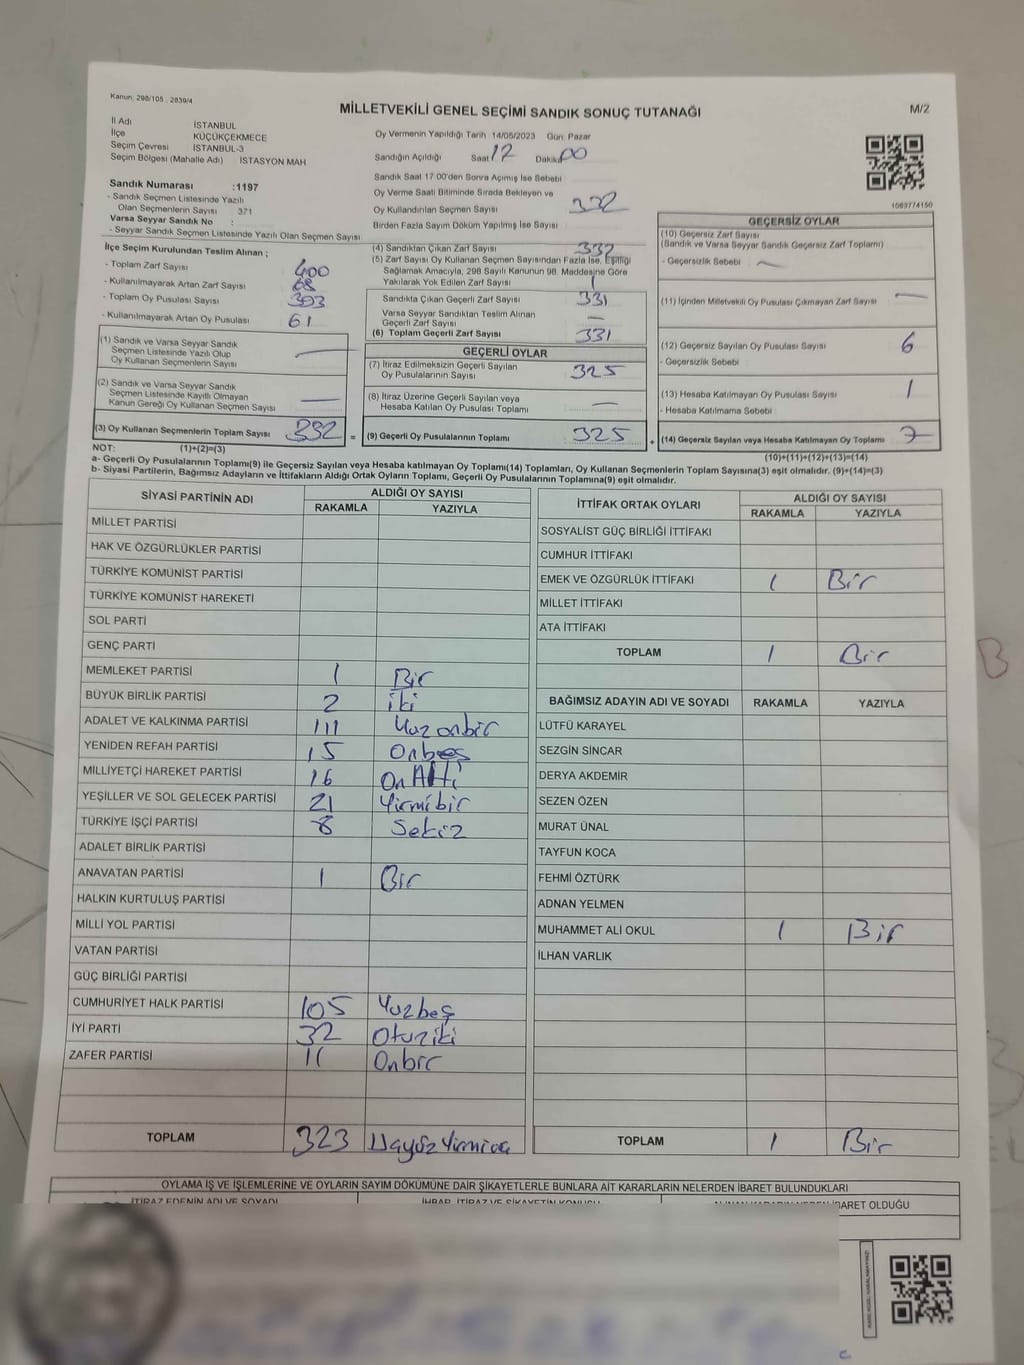 Kanun: 298/105 , 2839/4
MİLLETVEKİLİ GENEL SEÇİMİ SANDIK SONUÇ TUTANAĞI
M/2
İl Adı İSTANBUL
İlçe KÜÇÜKÇEKMECE
Seçim Çevresi İSTANBUL-3
Seçim Bölgesi (Mahalle Adı) İSTASYON MAH
Sandık Numarası :1197
- Sandık Seçmen Listesinde Yazılı
Olan Seçmenlerin Sayısı : 371
Varsa Seyyar Sandık No :
- Seyyar Sandık Seçmen Listesinde Yazılı Olan Seçmen Sayısı
Oy Vermenin Yapıldığı Tarih 14/05/2023 Gün: Pazar
Sandığın Açıldığı Saat 17 Dakika 00
Sandık Saat 17:00'den Sonra Açımış İse Sebebi
Oy Verme Saati Bitiminde Sırada Bekleyen ve
Oy Kullandırılan Seçmen Sayısı 332
Birden Fazla Sayım Döküm Yapılmış İse Sayısı
1063774150
İlçe Seçim Kurulundan Teslim Alınan ;
- Toplam Zarf Sayısı 400
- Kullanılmayarak Artan Zarf Sayısı 68
- Toplam Oy Pusulası Sayısı 393
- Kullanılmayarak Artan Oy Pusulası 61
(1) Sandık ve Varsa Seyyar Sandık
Seçmen Listesinde Yazılı Olup
Oy Kullanan Seçmenlerin Sayısı —
(2) Sandık ve Varsa Seyyar Sandık
Seçmen Listesinde Kayıtlı Olmayan
Kanun Gereği Oy Kullanan Seçmen Sayısı —
(3) Oy Kullanan Seçmenlerin Toplam Sayısı 332 =
(4) Sandıktan Çıkan Zarf Sayısı 332
(5) Zarf Sayısı Oy Kullanan Seçmen Sayısından Fazla İse, Eşitliği
Sağlamak Amacıyla, 298 Sayılı Kanunun 98. Maddesine Göre
Yakılarak Yok Edilen Zarf Sayısı 1
Sandıkta Çıkan Geçerli Zarf Sayısı 331
Varsa Seyyar Sandıktan Teslim Alınan
Geçerli Zarf Sayısı —
(6) Toplam Geçerli Zarf Sayısı 331
GEÇERLİ OYLAR
(7) İtiraz Edilmeksizin Geçerli Sayılan
Oy Pusulalarının Sayısı 325
(8) İtiraz Üzerine Geçerli Sayılan veya
Hesaba Katılan Oy Pusulası Toplamı —
(9) Geçerli Oy Pusulalarının Toplamı 325 +
GEÇERSİZ OYLAR
(10) Geçersiz Zarf Sayısı
(Sandık ve Varsa Seyyar Sandık Geçersiz Zarf Toplamı)
- Geçersizlik Sebebi —
(11) İçinden Milletvekili Oy Pusulası Çıkmayan Zarf Sayısı —
(12) Geçersiz Sayılan Oy Pusulası Sayısı 6
- Geçersizlik Sebebi
(13) Hesaba Katılmayan Oy Pusulası Sayısı 1
- Hesaba Katılmama Sebebi
(14) Geçersiz Sayılan veya Hesaba Katılmayan Oy Toplamı 7
NOT: (1)+(2)=(3) (10)+(11)+(12)+(13)=(14)
a- Geçerli Oy Pusulalarının Toplamı(9) ile Geçersiz Sayılan veya Hesaba katılmayan Oy Toplamı(14) Toplamları, Oy Kullanan Seçmenlerin Toplam Sayısına(3) eşit olmalıdır. (9)+(14)=(3)
b- Siyasi Partilerin, Bağımsız Adayların ve İttifakların Aldığı Ortak Oyların Toplamı, Geçerli Oy Pusulalarının Toplamına(9) eşit olmalıdır.
SİYASİ PARTİNİN ADI ALDIĞI OY SAYISI
RAKAMLA YAZIYLA
MİLLET PARTİSİ
HAK VE ÖZGÜRLÜKLER PARTİSİ
TÜRKİYE KOMÜNİST PARTİSİ
TÜRKİYE KOMÜNİST HAREKETİ
SOL PARTİ
GENÇ PARTİ
MEMLEKET PARTİSİ 1 Bir
BÜYÜK BİRLİK PARTİSİ 2 iki
ADALET VE KALKINMA PARTİSİ 111 Yuz onbir
YENİDEN REFAH PARTİSİ 15 Onbeş
MİLLİYETÇİ HAREKET PARTİSİ 16 On Altı
YEŞİLLER VE SOL GELECEK PARTİSİ 21 Yirmibir
TÜRKİYE İŞÇİ PARTİSİ 8 Sekiz
ADALET BİRLİK PARTİSİ
ANAVATAN PARTİSİ 1 Bir
HALKIN KURTULUŞ PARTİSİ
MİLLİ YOL PARTİSİ
VATAN PARTİSİ
GÜÇ BİRLİĞİ PARTİSİ
CUMHURİYET HALK PARTİSİ 105 Yuzbeş
İYİ PARTİ 32 Otuziki
ZAFER PARTİSİ 11 Onbir
TOPLAM 323
İTTİFAK ORTAK OYLARI ALDIĞI OY SAYISI
RAKAMLA YAZIYLA
SOSYALİST GÜÇ BİRLİĞİ İTTİFAKI
CUMHUR İTTİFAKI
EMEK VE ÖZGÜRLÜK İTTİFAKI 1 Bir
MİLLET İTTİFAKI
ATA İTTİFAKI
TOPLAM 1 Bir
BAĞIMSIZ ADAYIN ADI VE SOYADI RAKAMLA YAZIYLA
LÜTFÜ KARAYEL
SEZGİN SİNCAR
DERYA AKDEMİR
SEZEN ÖZEN
MURAT ÜNAL
TAYFUN KOCA
FEHMİ ÖZTÜRK
ADNAN YELMEN
MUHAMMET ALİ OKUL 1 Bir
İLHAN VARLIK
TOPLAM 1 Bir
OYLAMA İŞ VE İŞLEMLERİNE VE OYLARIN SAYIM DÖKÜMÜNE DAİR ŞİKAYETLERLE BUNLARA AİT KARARLARIN NELERDEN İBARET BULUNDUKLARI
İTİRAZ EDENİN ADI VE SOYADI İHBAR, İTİRAZ VE ŞİKAYETİN KONUSU İBARET OLDUĞU